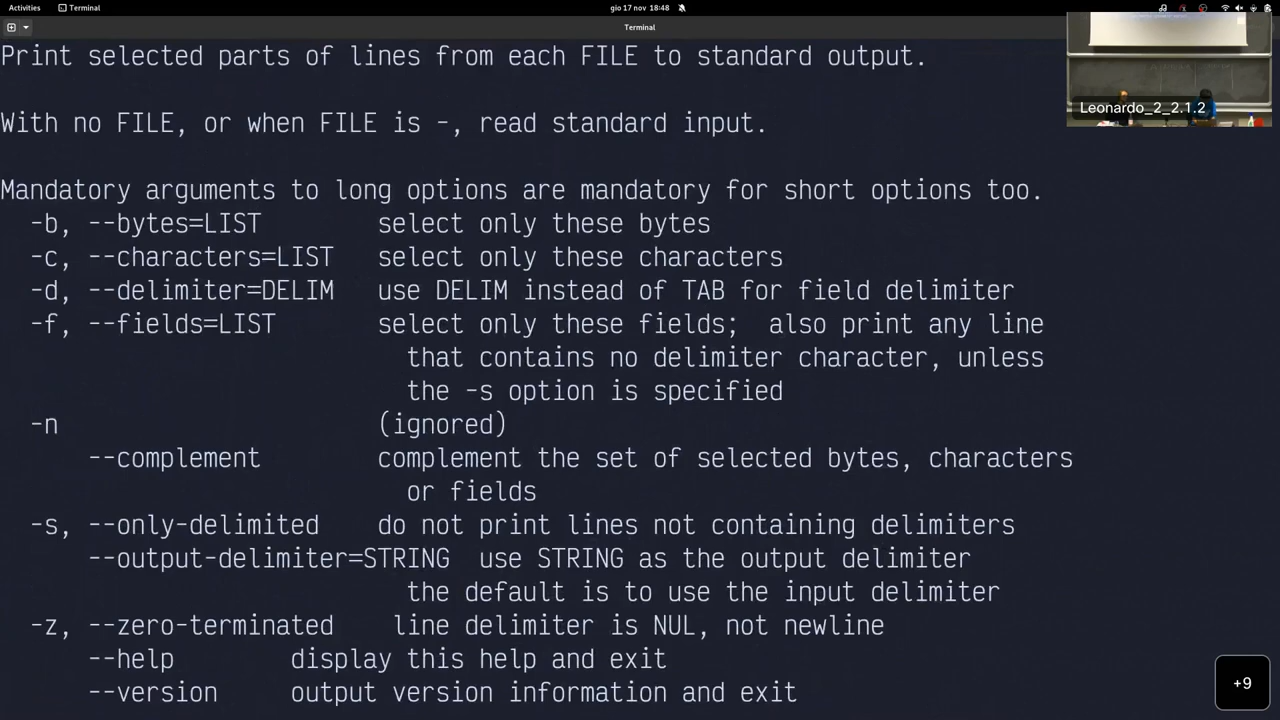 Activities
Terminal
gio 17 nov 18:48
Terminal
Print selected parts of lines from each FILE to standard output.
With no FILE, or when FILE is -, read standard input.
Mandatory arguments to long options are mandatory for short options too.
-b, --bytes=LIST select only these bytes
-c, --characters=LIST select only these characters
-d, --delimiter=DELIM use DELIM instead of TAB for field delimiter
-f, --fields=LIST select only these fields; also print any line
that contains no delimiter character, unless
the -s option is specified
-n (ignored)
--complement complement the set of selected bytes, characters
or fields
-s, --only-delimited do not print lines not containing delimiters
--output-delimiter=STRING use STRING as the output delimiter
the default is to use the input delimiter
-z, --zero-terminated line delimiter is NUL, not newline
--help display this help and exit
--version output version information and exit
Leonardo_2_2.1.2
+9